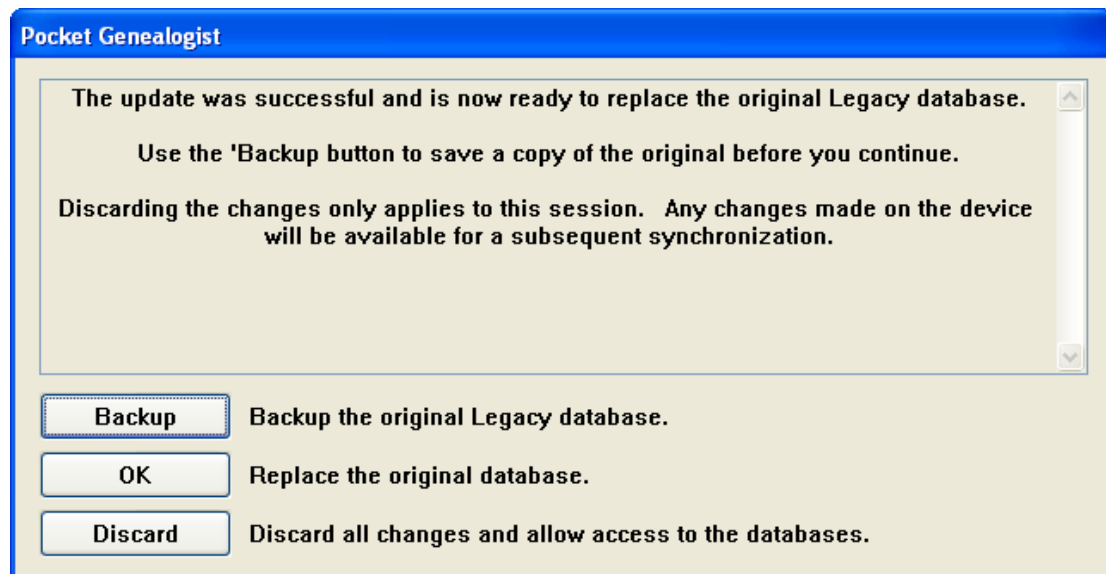 Pocket Genealogist
The update was successful and is now ready to replace the original Legacy database.
Use the 'Backup button to save a copy of the original before you continue.
Discarding the changes only applies to this session.   Any changes made on the device
will be available for a subsequent synchronization.
Backup Backup the original Legacy database.
OK Replace the original database.
Discard Discard all changes and allow access to the databases.